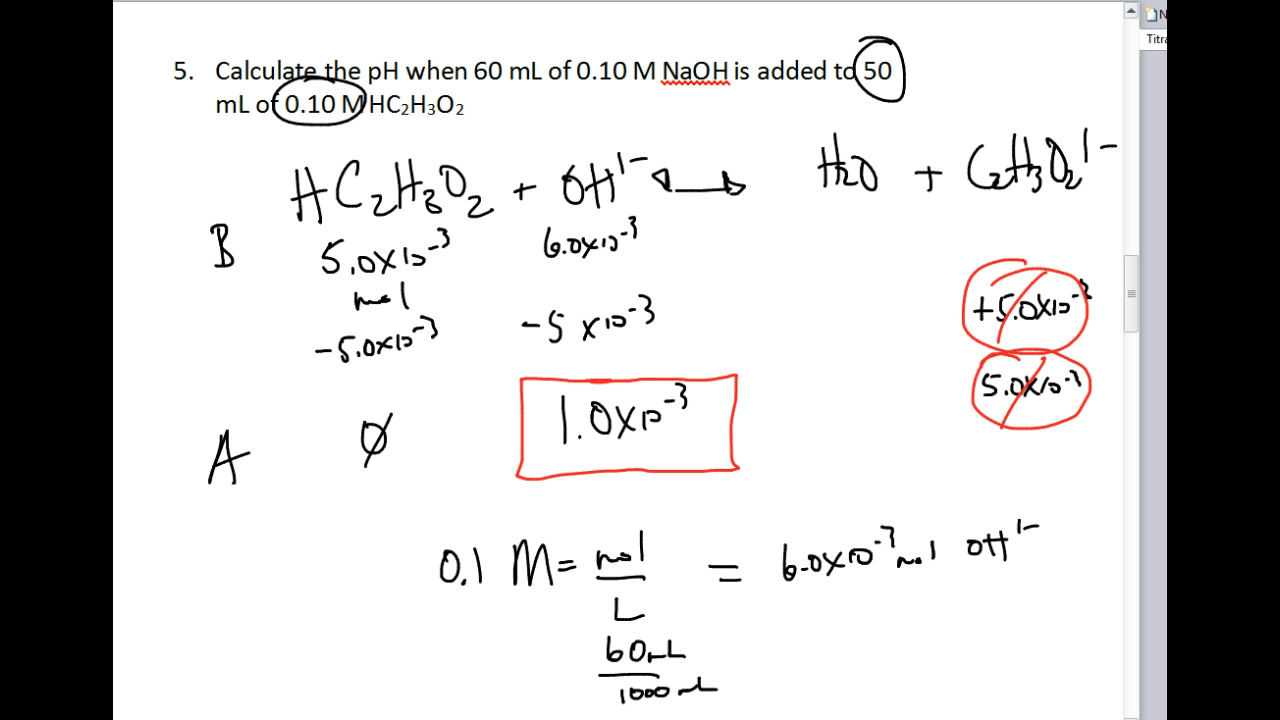 N
Titra
5. Calculate the pH when 60 mL of 0.10 M NaOH is added to 50
mL of 0.10 M HC₂H₃O₂
HC₂H₃O₂ + OH¹⁻ ↔ H₂O + C₂H₃O₂¹⁻
B 5.0x10⁻³ 6.0x10⁻³
mol
-5.0x10⁻³ -5 x10⁻³ +5.0x10⁻³
5.0x10⁻³
A Ø 1.0x10⁻³
0.1 M = mol / L = 6.0x10⁻³ mol OH¹⁻
60mL
1000 mL